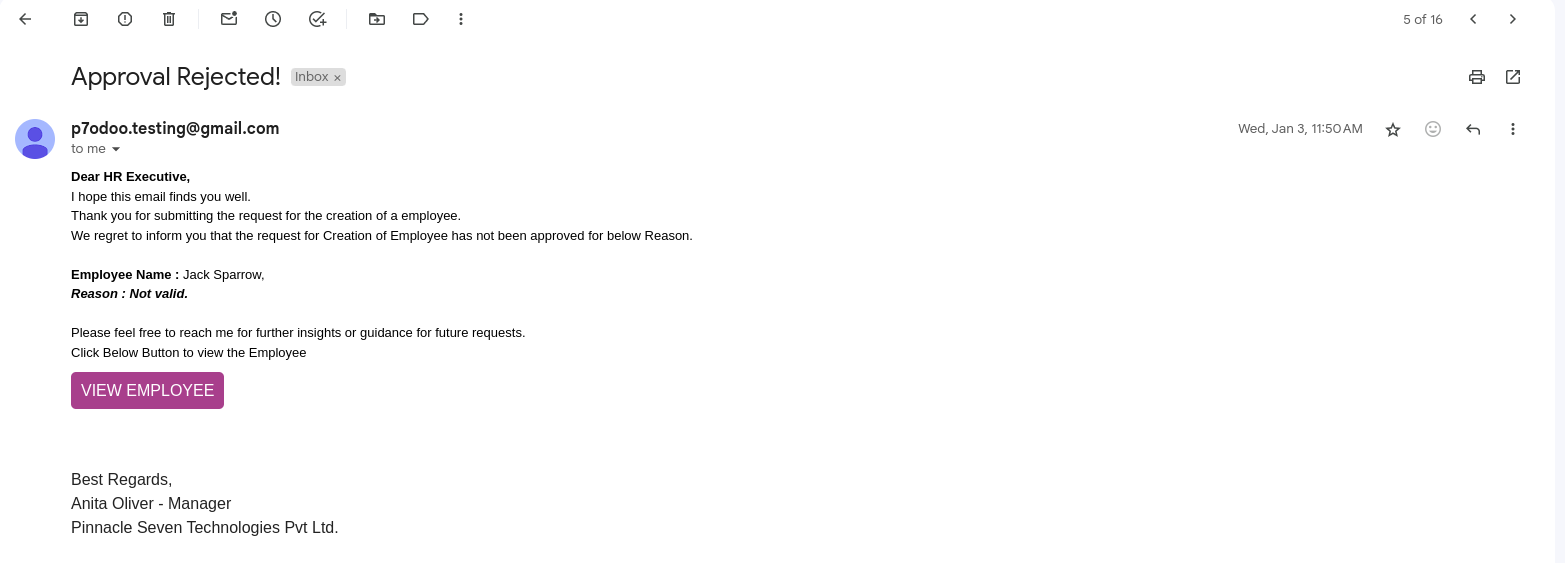 5 of 16
Approval Rejected! Inbox ×
p7odoo.testing@gmail.com Wed, Jan 3, 11:50 AM
to me
Dear HR Executive,
I hope this email finds you well.
Thank you for submitting the request for the creation of a employee.
We regret to inform you that the request for Creation of Employee has not been approved for below Reason.
Employee Name : Jack Sparrow,
Reason : Not valid.
Please feel free to reach me for further insights or guidance for future requests.
Click Below Button to view the Employee
VIEW EMPLOYEE
Best Regards,
Anita Oliver - Manager
Pinnacle Seven Technologies Pvt Ltd.